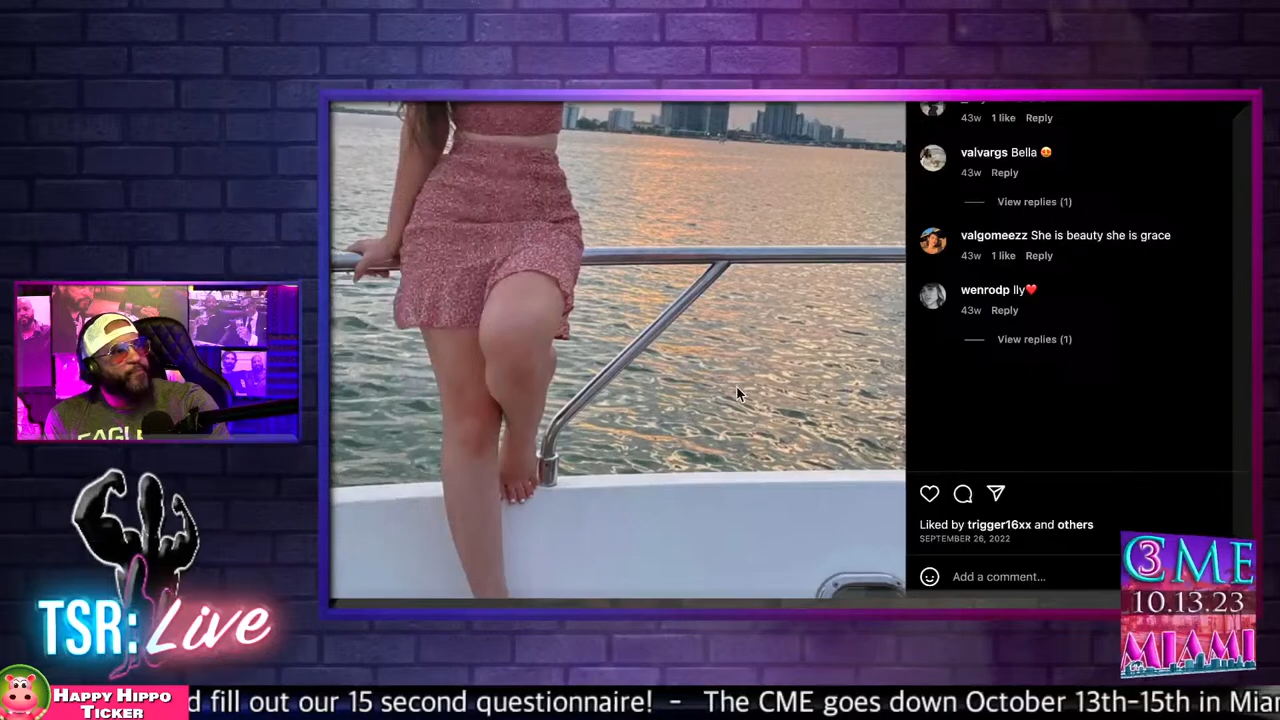 43w 1 like Reply
valvargs Bella 😍
43w Reply
View replies (1)
valgomeezz She is beauty she is grace
43w 1 like Reply
wenrodp Ily❤️
43w Reply
View replies (1)
Liked by trigger16xx and others
SEPTEMBER 26, 2022
Add a comment...
EAGL
TSR: Live
3
CME
10.13.23
MIAMI
HAPPY HIPPO
TICKER
d fill out our 15 second questionnaire! - The CME goes down October 13th-15th in Miar